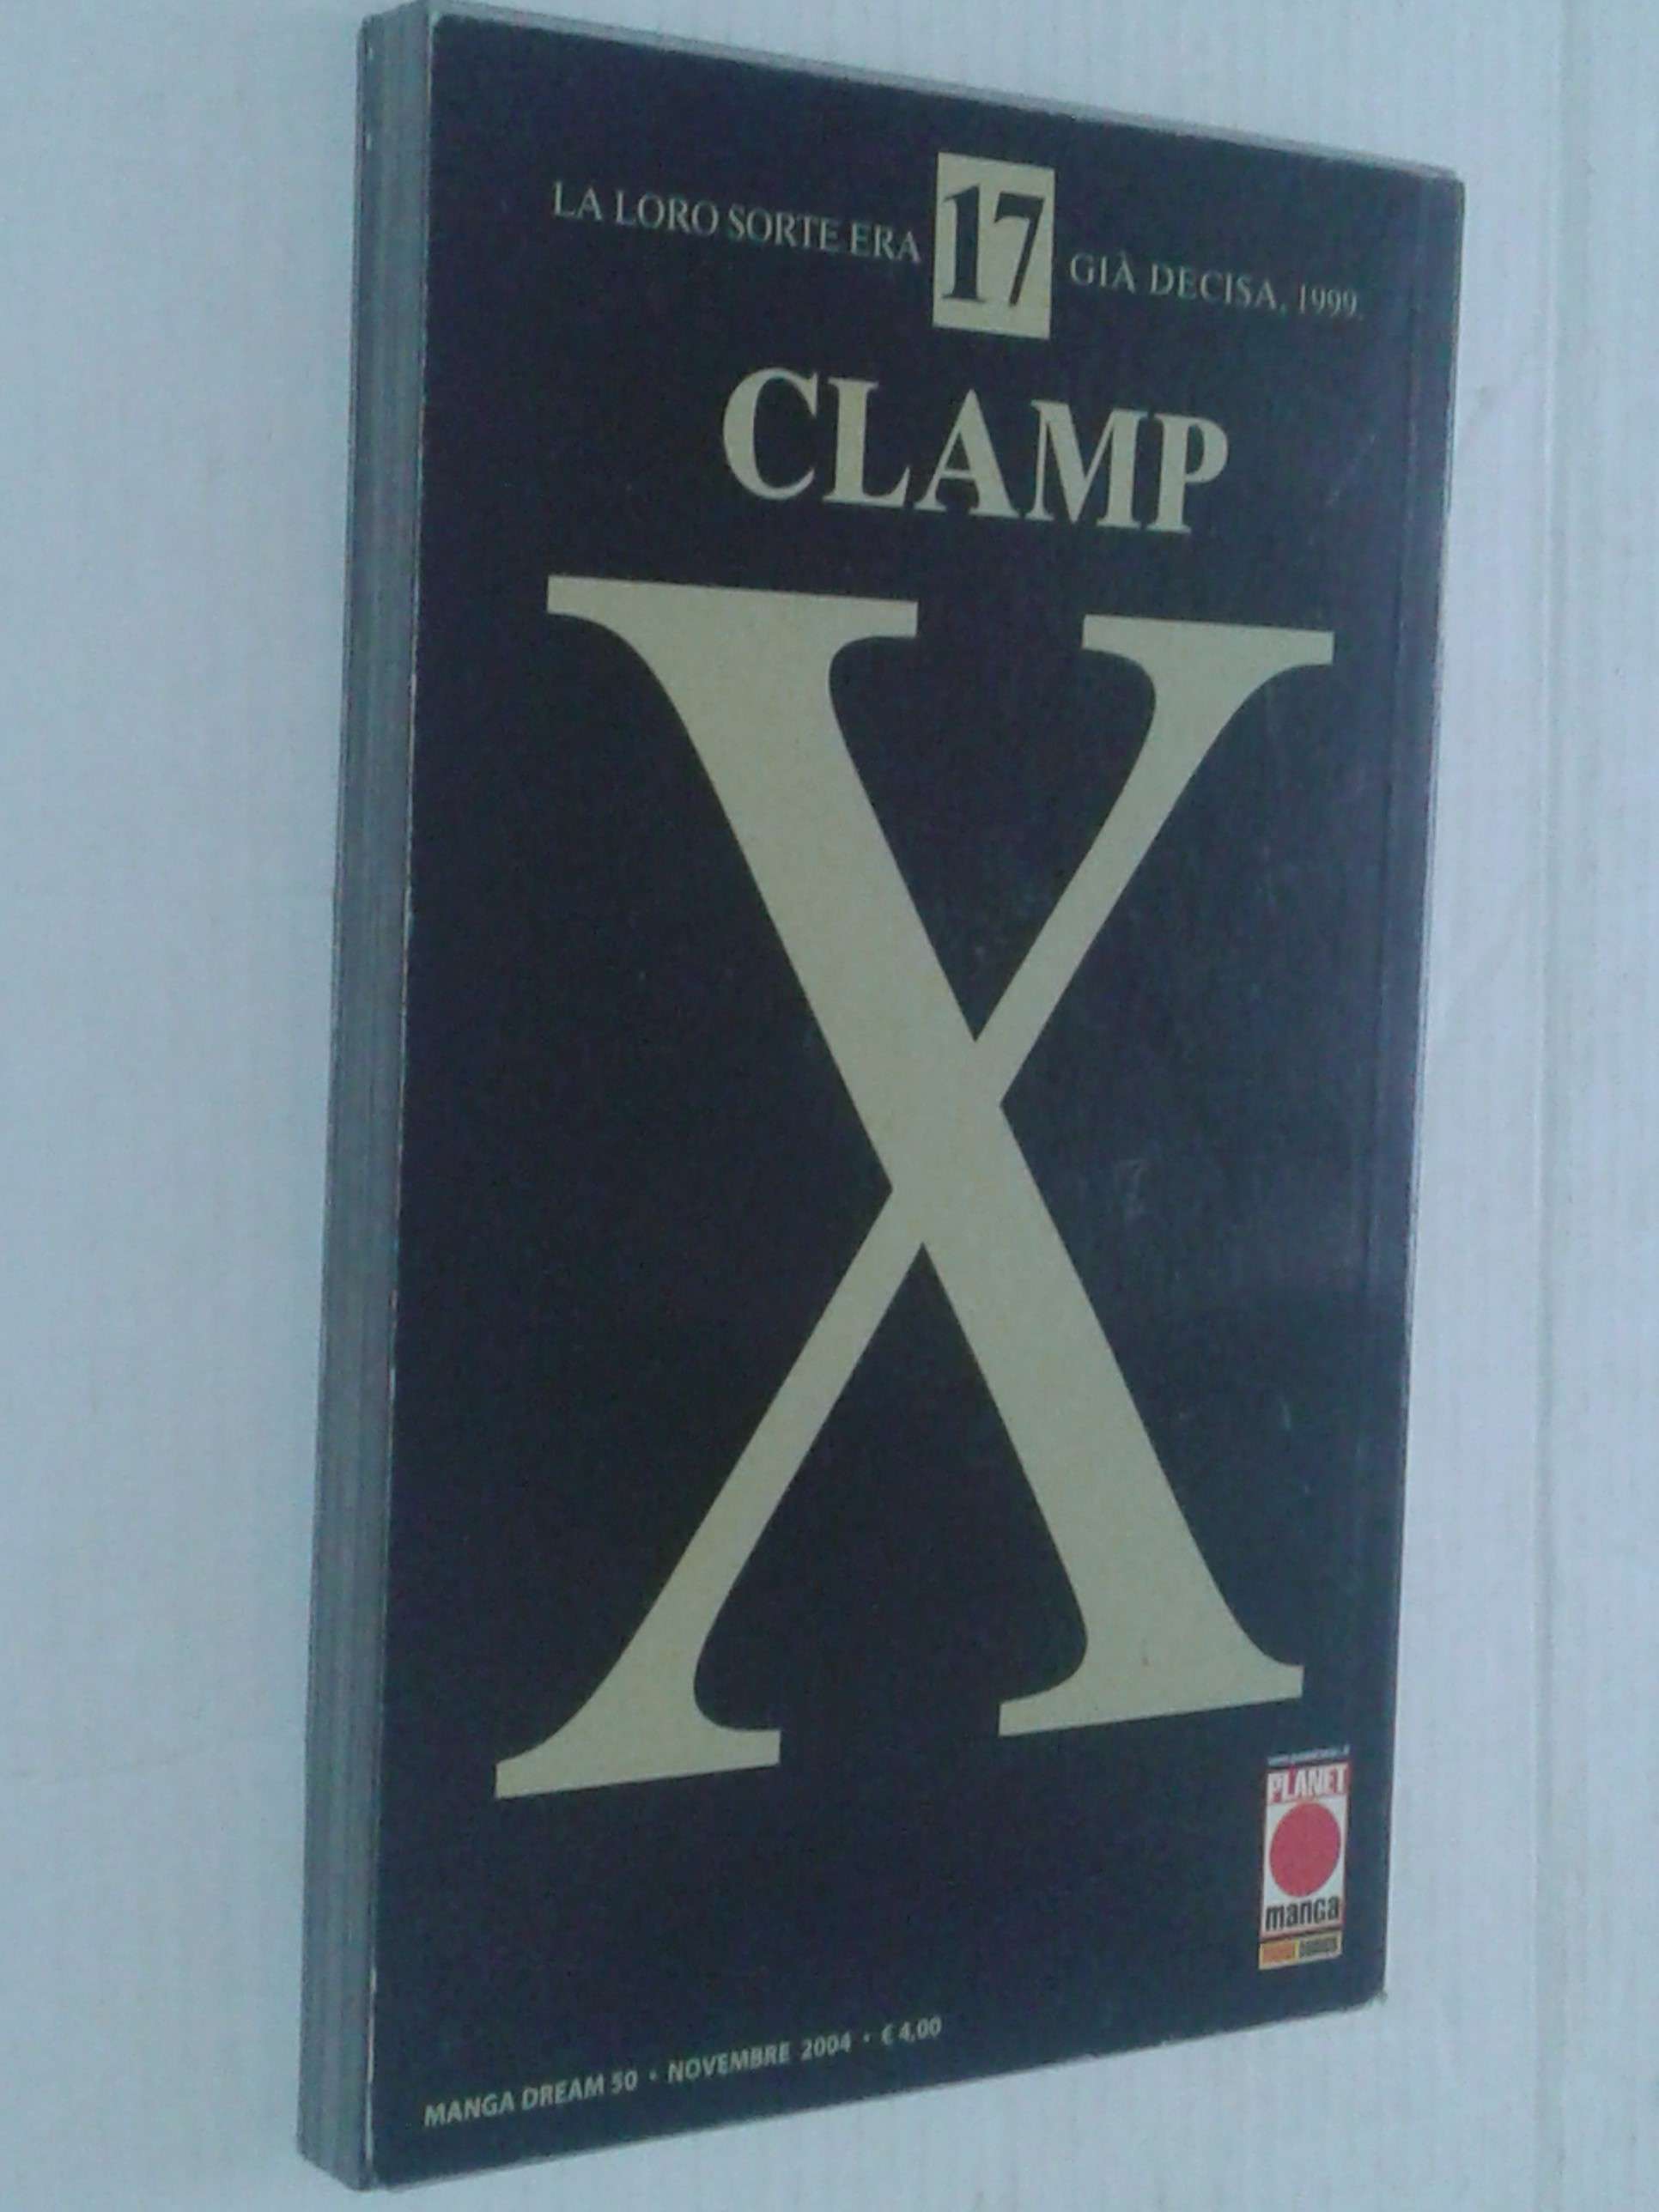 LA LORO SORTE ERA 17 GIÀ DECISA, 1999.
CLAMP
X
PLANET
manga
MANGA DREAM 50 • NOVEMBRE 2004 • € 4,00